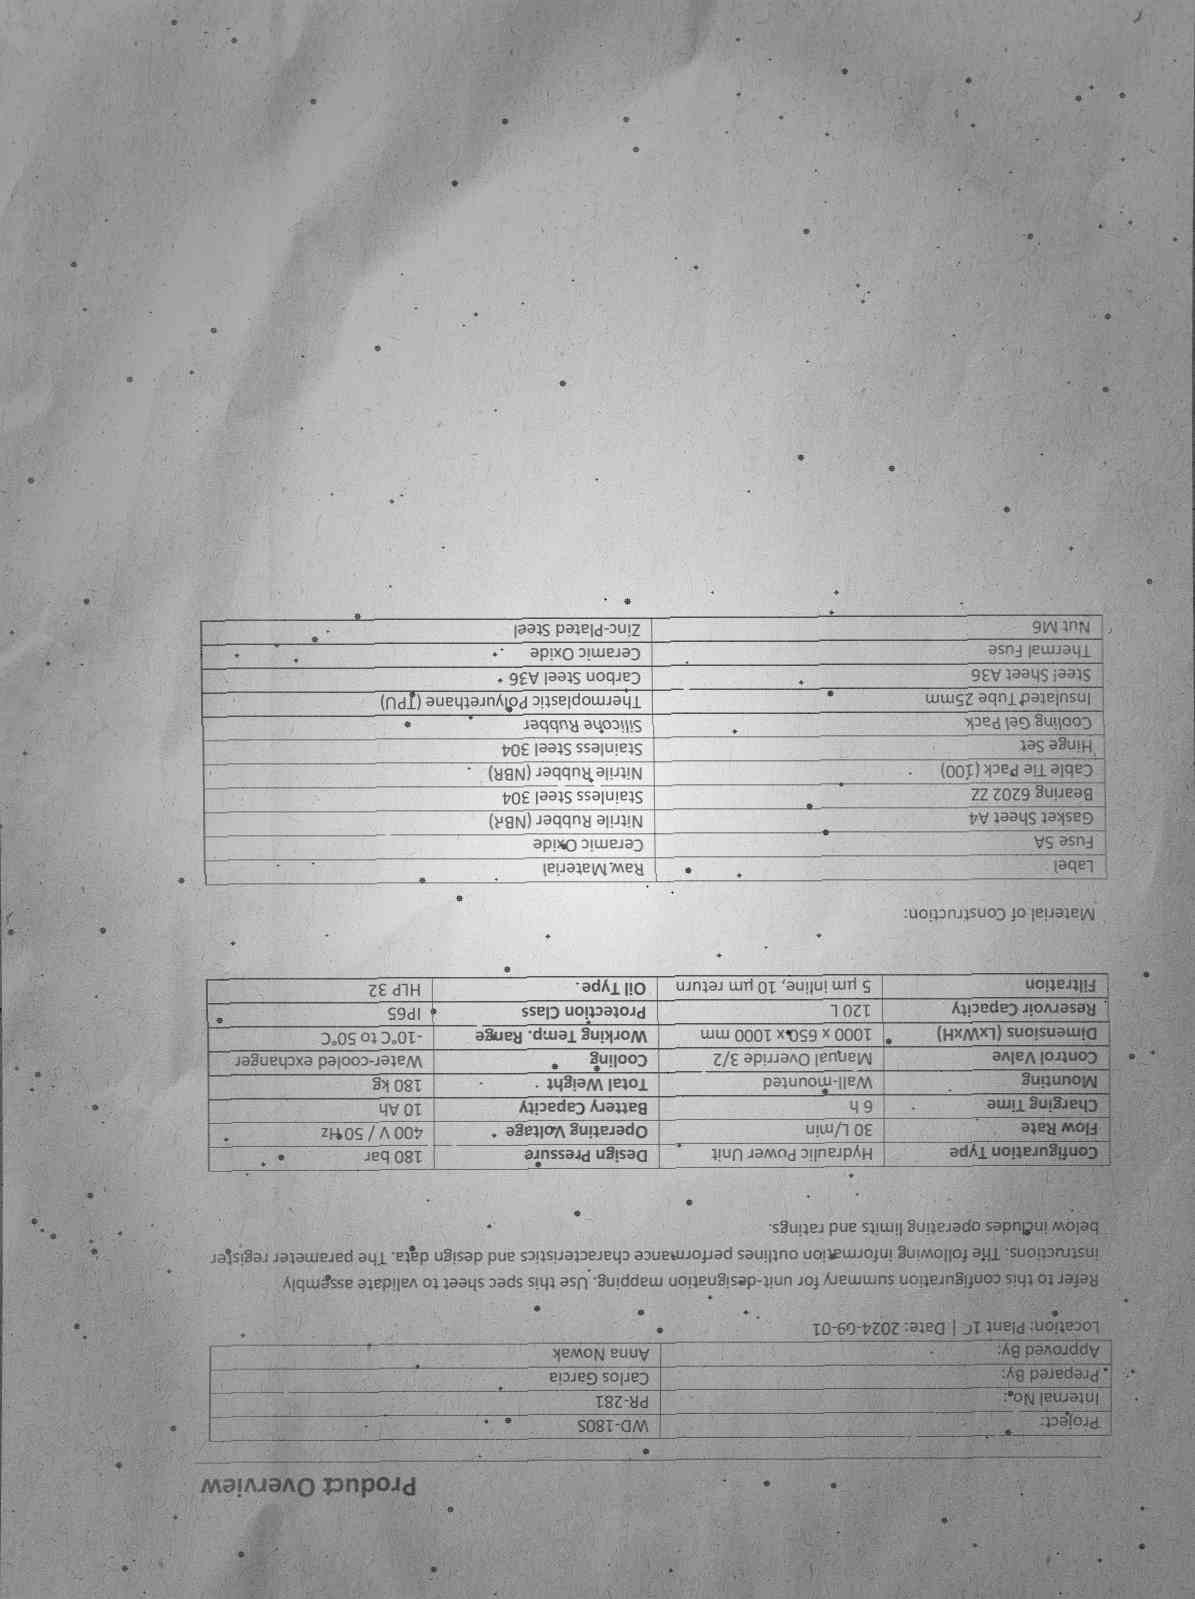 Product Overview
Project: WD-180S
Internal No.: PR-281
Prepared By: Carlos Garcia
Approved By: Anna Nowak
Location: Plant 1C | Date: 2024-09-01
Refer to this configuration summary for unit-designation mapping. Use this spec sheet to validate assembly
instructions. The following information outlines performance characteristics and design data. The parameter register
below includes operating limits and ratings.
Configuration Type Hydraulic Power Unit Design Pressure 180 bar
Flow Rate 30 L/min Operating Voltage 400 V / 50 Hz
Charging Time 6 h Battery Capacity 10 Ah
Mounting Wall-mounted Total Weight 180 kg
Control Valve Manual Override 3/2 Cooling Water-cooled exchanger
Dimensions (LxWxH) 1000 x 650 x 1000 mm Working Temp. Range -10°C to 50°C
Reservoir Capacity 120 L Protection Class IP65
Filtration 5 μm inline, 10 μm return Oil Type HLP 32
Material of Construction:
Label Raw Material
Fuse 5A Ceramic Oxide
Gasket Sheet A4 Nitrile Rubber (NBR)
Bearing 6202 ZZ Stainless Steel 304
Cable Tie Pack (100) Nitrile Rubber (NBR)
Hinge Set Stainless Steel 304
Cooling Gel Pack Silicone Rubber
Insulated Tube 25mm Thermoplastic Polyurethane (TPU)
Steel Sheet A36 Carbon Steel A36
Thermal Fuse Ceramic Oxide
Nut M6 Zinc-Plated Steel